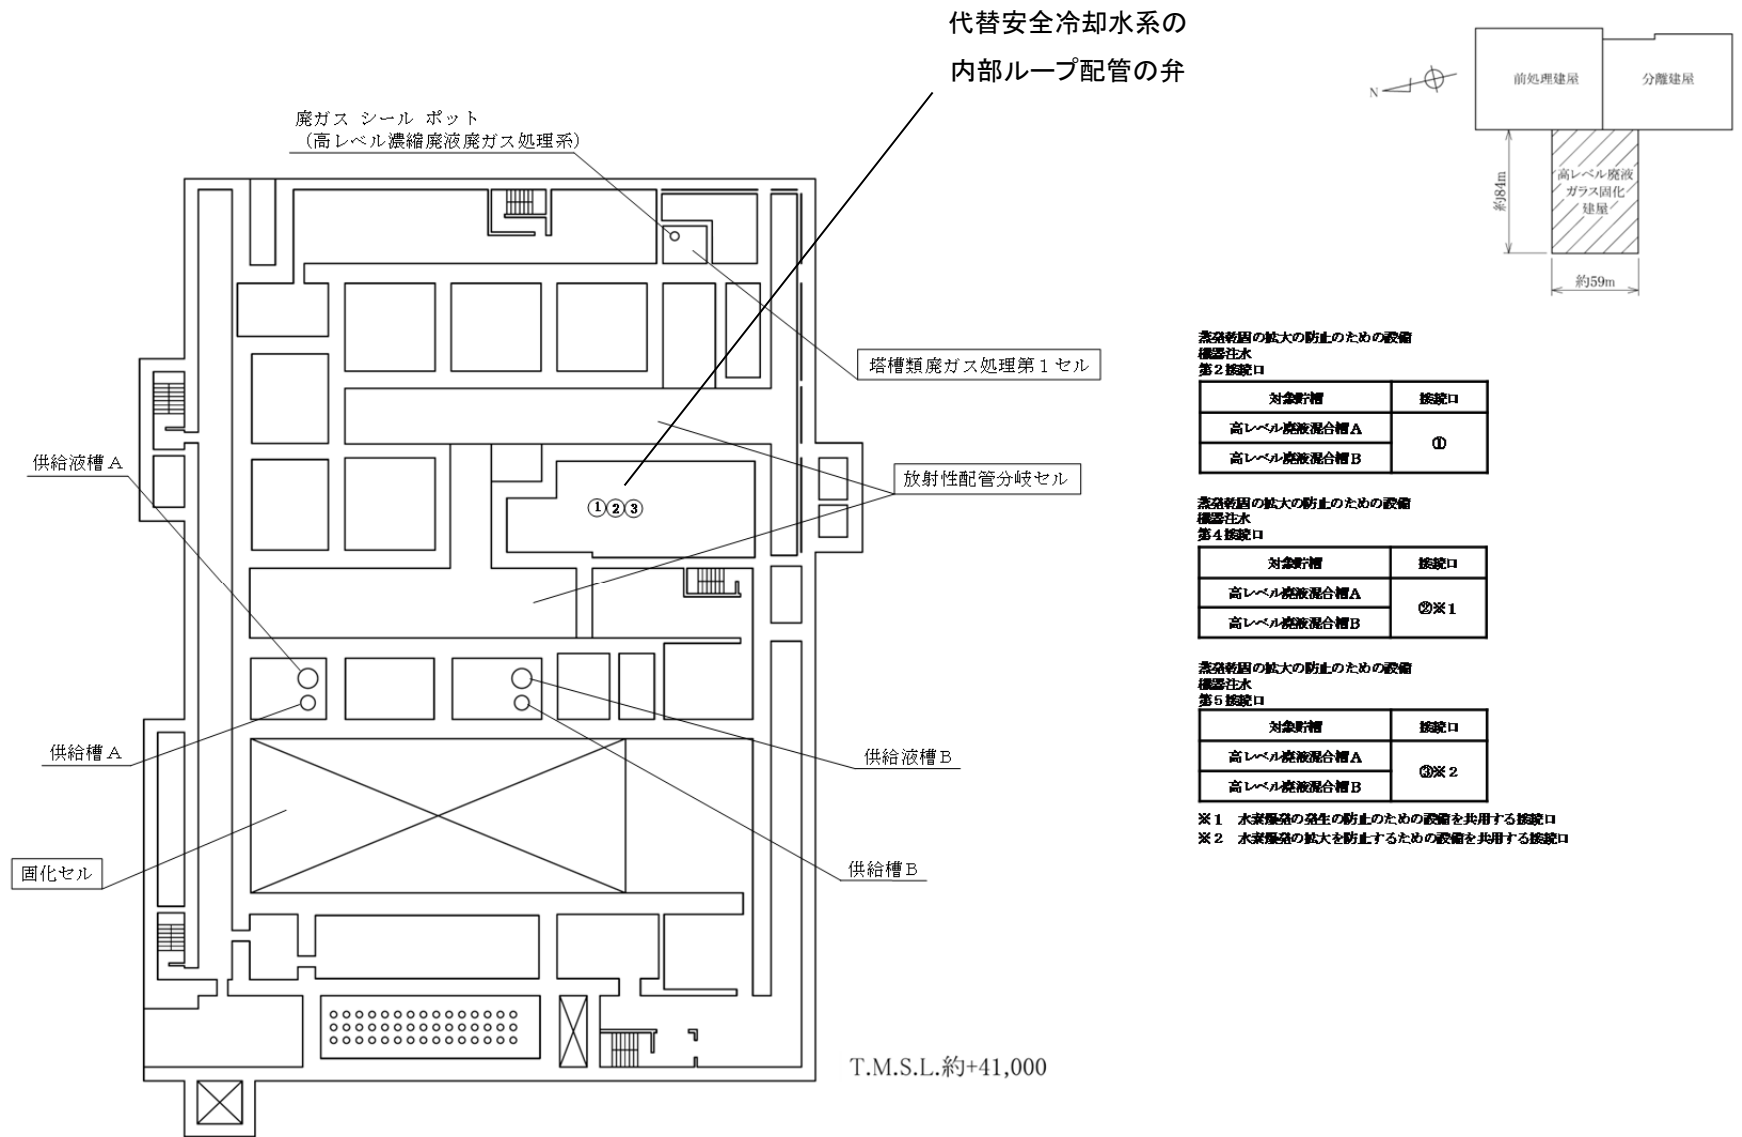 代替安全冷却水系の
内部ループ配管の弁
廃ガス シール ポット
(高レベル濃縮廃液廃ガス処理系)
N
前処理建屋
分離建屋
高レベル廃液
ガラス固化
建屋
約84m
約59m
塔槽類廃ガス処理第1セル
供給液槽A
放射性配管分岐セル
①②③
供給槽A
供給液槽B
固化セル
供給槽B
T.M.S.L.約+41,000
蒸発乾固の拡大の防止のための設備
機器注水
第2接続口
対象貯槽 接続口
高レベル廃液混合槽A ①
高レベル廃液混合槽B
蒸発乾固の拡大の防止のための設備
機器注水
第4接続口
対象貯槽 接続口
高レベル廃液混合槽A ②※1
高レベル廃液混合槽B
蒸発乾固の拡大の防止のための設備
機器注水
第5接続口
対象貯槽 接続口
高レベル廃液混合槽A ③※2
高レベル廃液混合槽B
※1 水素爆発の発生の防止のための設備を共用する接続口
※2 水素爆発の拡大を防止するための設備を共用する接続口